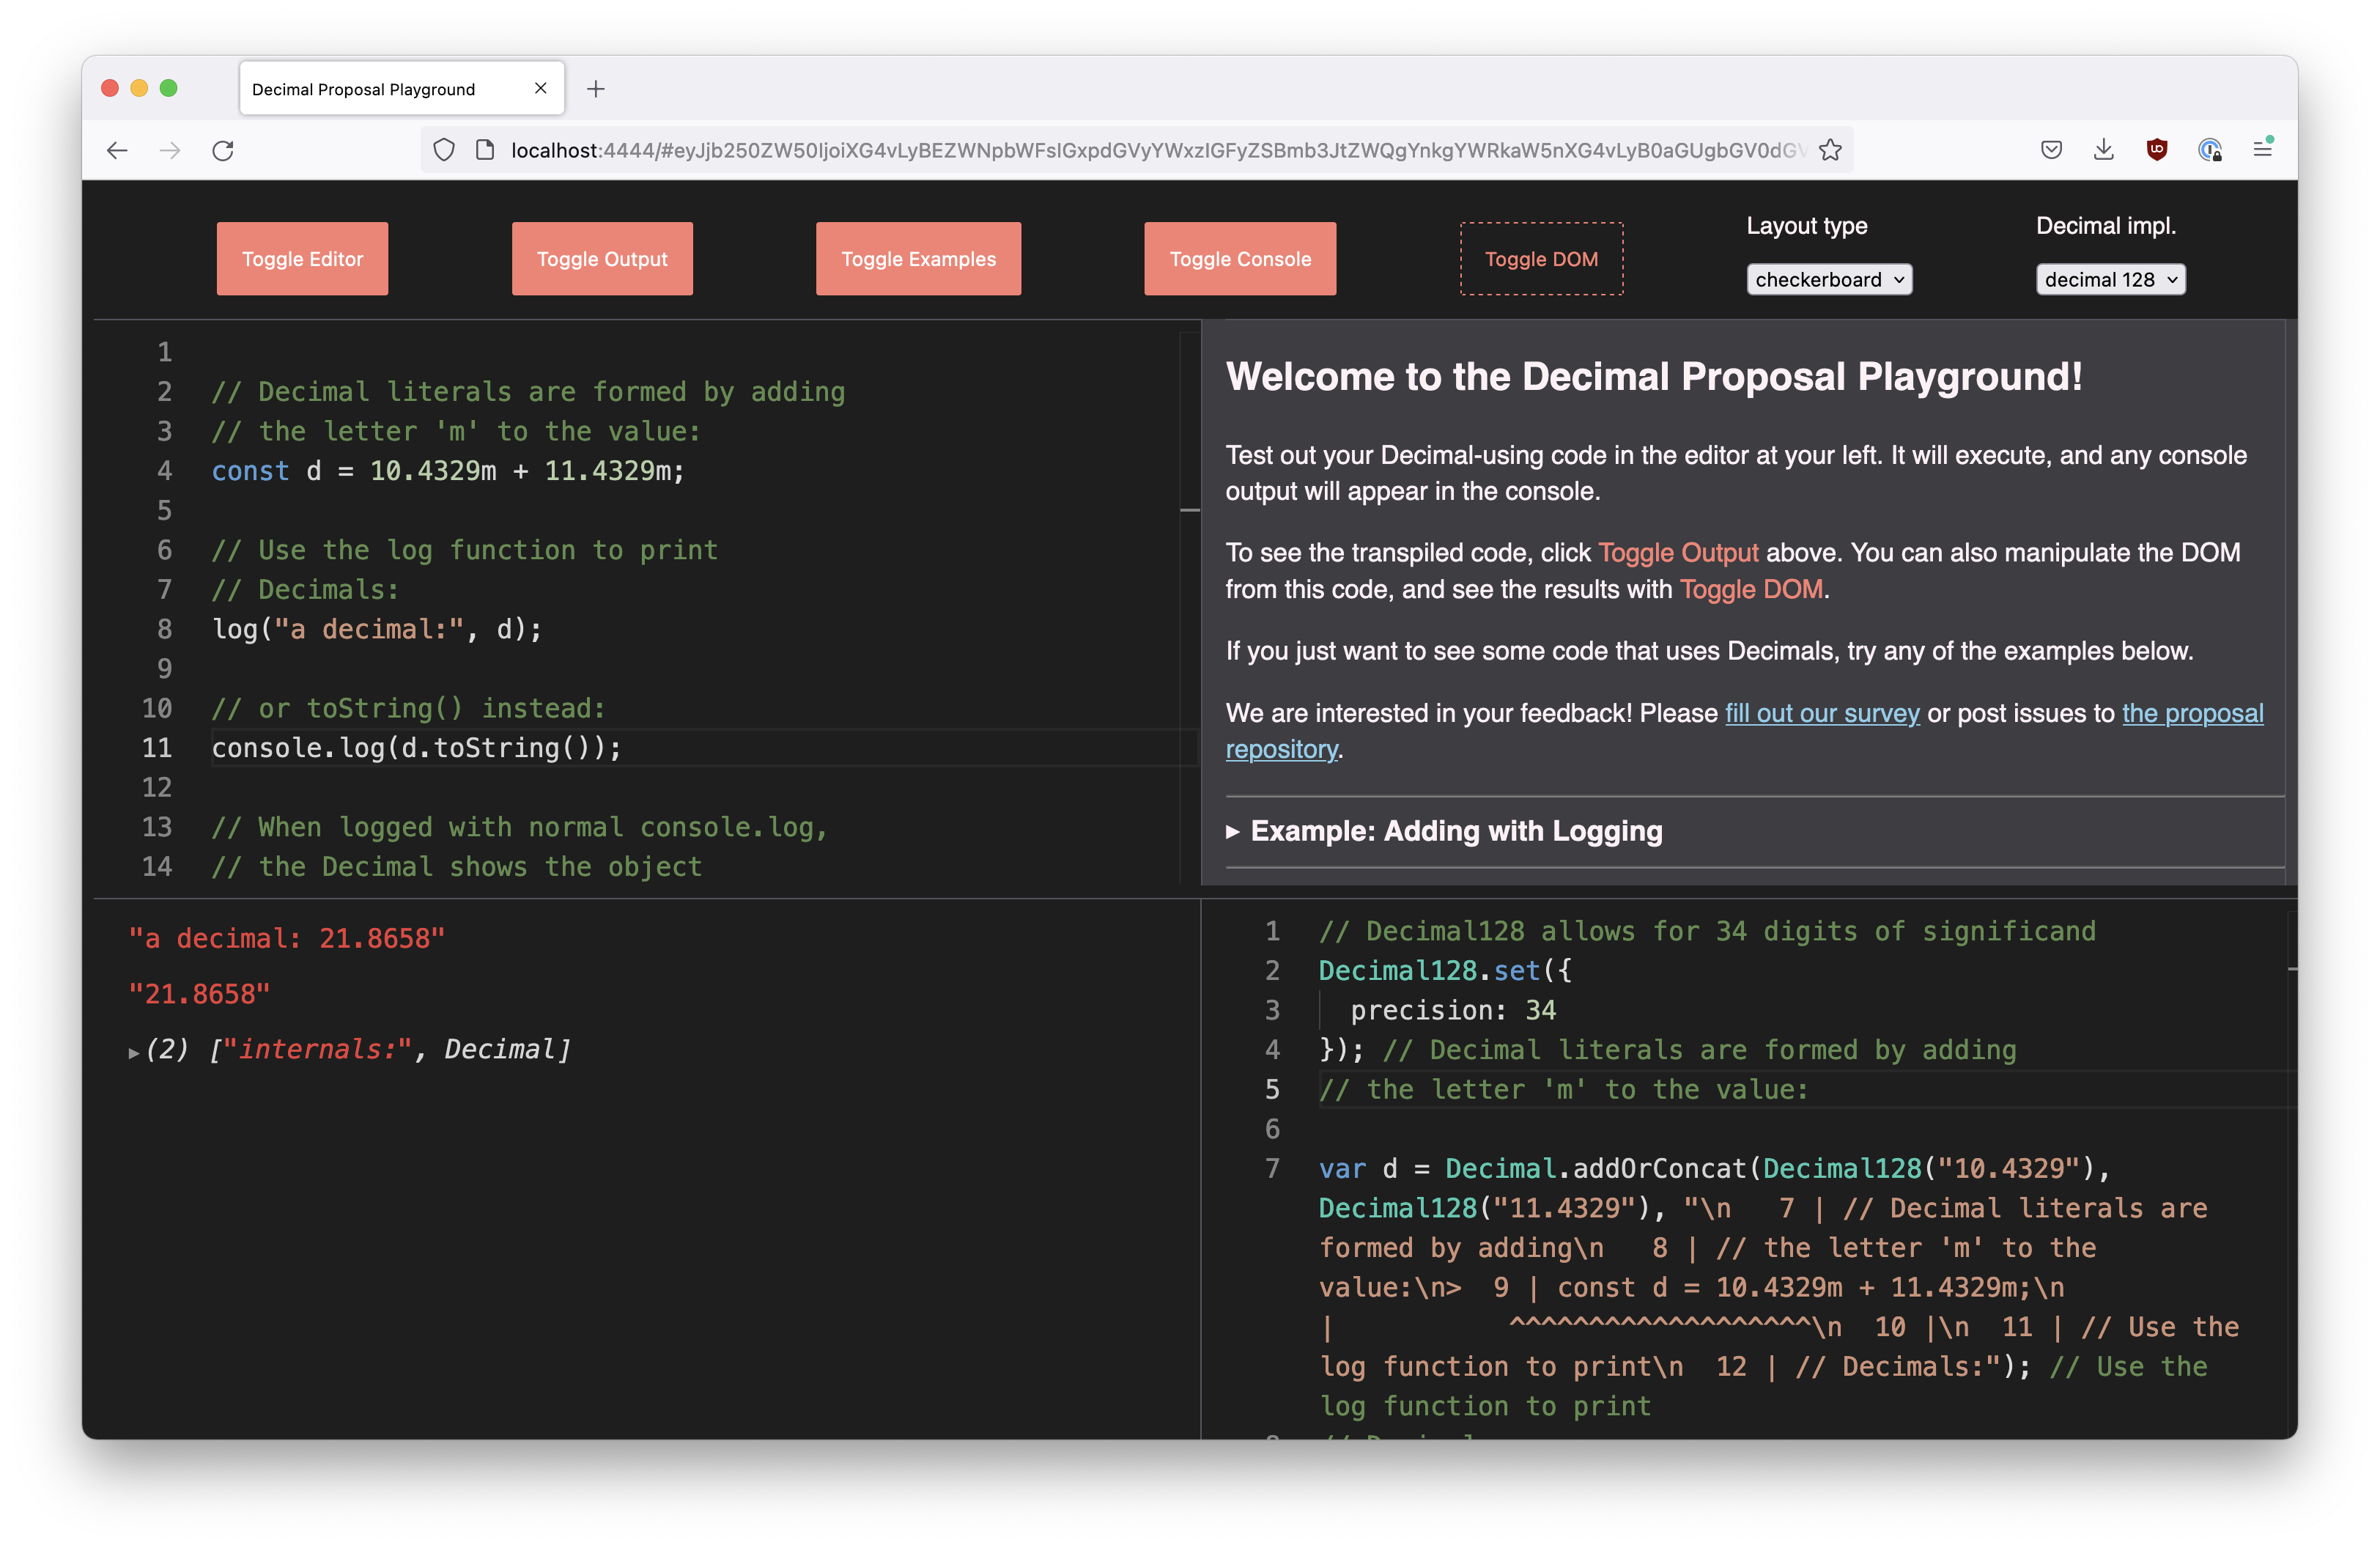 Decimal Proposal Playground
localhost:4444/#eyJjb250ZW50IjoiXG4vLyBEZWNpbWFsIGxpdGVyYWxzIGFyZSBmb3JtZWQgYnkgYWRkaW5nXG4vLyB0aGUgbGV0dGV
Toggle Editor
Toggle Output
Toggle Examples
Toggle Console
Toggle DOM
Layout type
checkerboard
Decimal impl.
decimal 128
1
2 // Decimal literals are formed by adding
3 // the letter 'm' to the value:
4 const d = 10.4329m + 11.4329m;
5
6 // Use the log function to print
7 // Decimals:
8 log("a decimal:", d);
9
10 // or toString() instead:
11 console.log(d.toString());
12
13 // When logged with normal console.log,
14 // the Decimal shows the object
Welcome to the Decimal Proposal Playground!
Test out your Decimal-using code in the editor at your left. It will execute, and any console
output will appear in the console.
To see the transpiled code, click Toggle Output above. You can also manipulate the DOM
from this code, and see the results with Toggle DOM.
If you just want to see some code that uses Decimals, try any of the examples below.
We are interested in your feedback! Please fill out our survey or post issues to the proposal
repository.
▸ Example: Adding with Logging
"a decimal: 21.8658"
"21.8658"
▸(2) ["internals:", Decimal]
1 // Decimal128 allows for 34 digits of significand
2 Decimal128.set({
3 precision: 34
4 }); // Decimal literals are formed by adding
5 // the letter 'm' to the value:
6
7 var d = Decimal.addOrConcat(Decimal128("10.4329"),
Decimal128("11.4329"), "\n   7 | // Decimal literals are
formed by adding\n   8 | // the letter 'm' to the
value:\n>  9 | const d = 10.4329m + 11.4329m;\n
|           ^^^^^^^^^^^^^^^^^^^\n  10 |\n  11 | // Use the
log function to print\n  12 | // Decimals:"); // Use the
log function to print